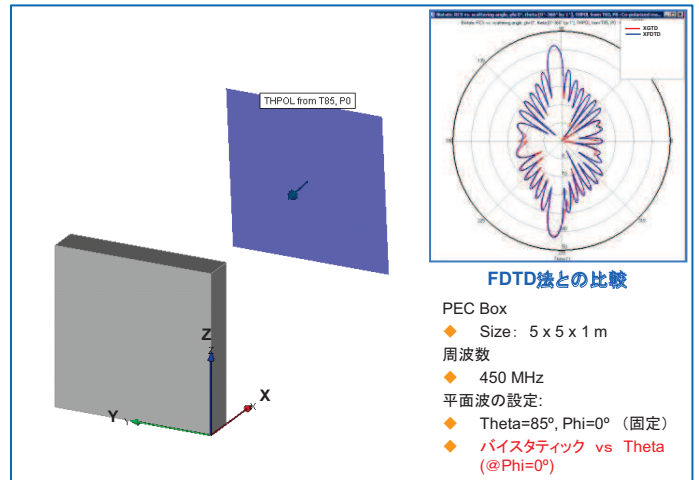 THPOL from T85, P0
Z
Z
X
X
Y
Y
XGTD
XFDTD
FDTD法との比較
PEC Box
◆ Size: 5 x 5 x 1 m
周波数
◆ 450 MHz
平面波の設定:
◆ Theta=85º, Phi=0º （固定）
◆ バイスタティック vs Theta
(@Phi=0º)